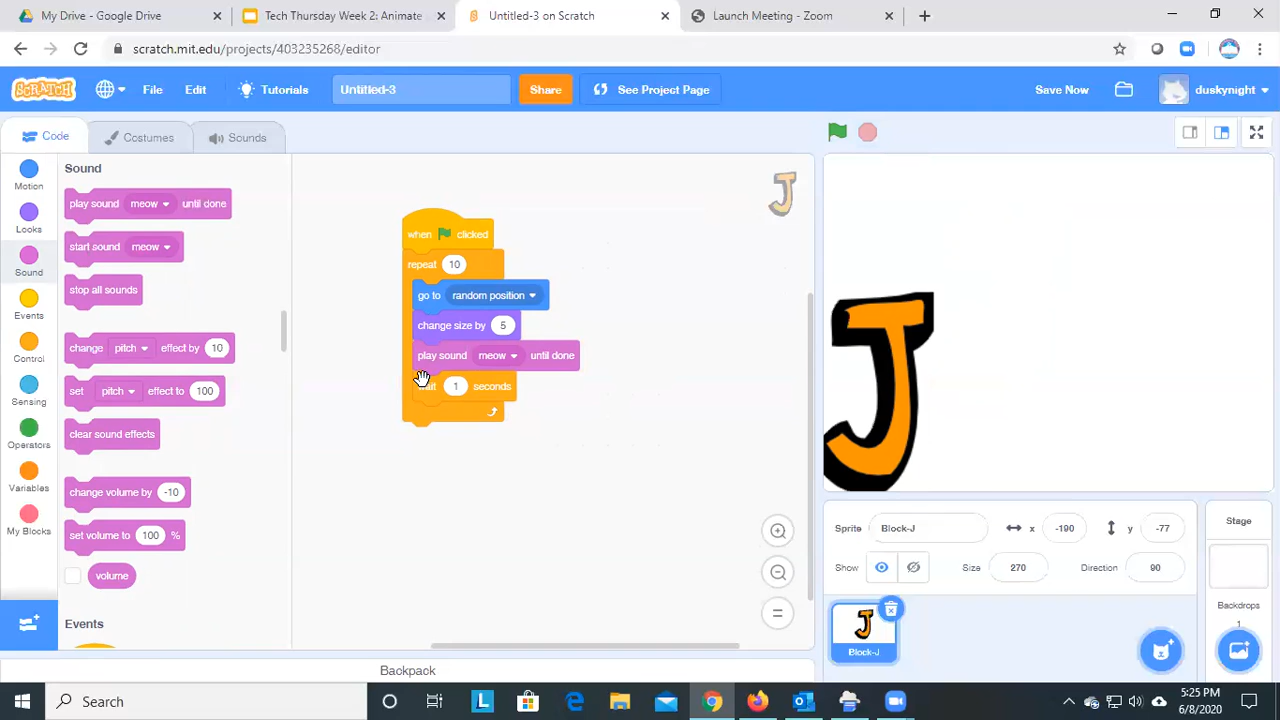 My Drive - Google Drive
Tech Thursday Week 2: Animate
Untitled-3 on Scratch
Launch Meeting - Zoom
scratch.mit.edu/projects/403235268/editor
SCRATCH
File
Edit
Tutorials
Untitled-3
Share
See Project Page
Save Now
duskynight
Code
Costumes
Sounds
Motion
Looks
Sound
Events
Control
Sensing
Operators
Variables
My Blocks
Sound
play sound meow until done
start sound meow
stop all sounds
change pitch effect by 10
set pitch effect to 100
clear sound effects
change volume by -10
set volume to 100 %
volume
Events
when clicked
repeat 10
go to random position
change size by 5
play sound meow until done
1 seconds
J
J
Sprite Block-J x -190 y -77
Show Size 270 Direction 90
J
Block-J
Stage
Backdrops
1
Backpack
Search
L
5:25 PM
6/8/2020